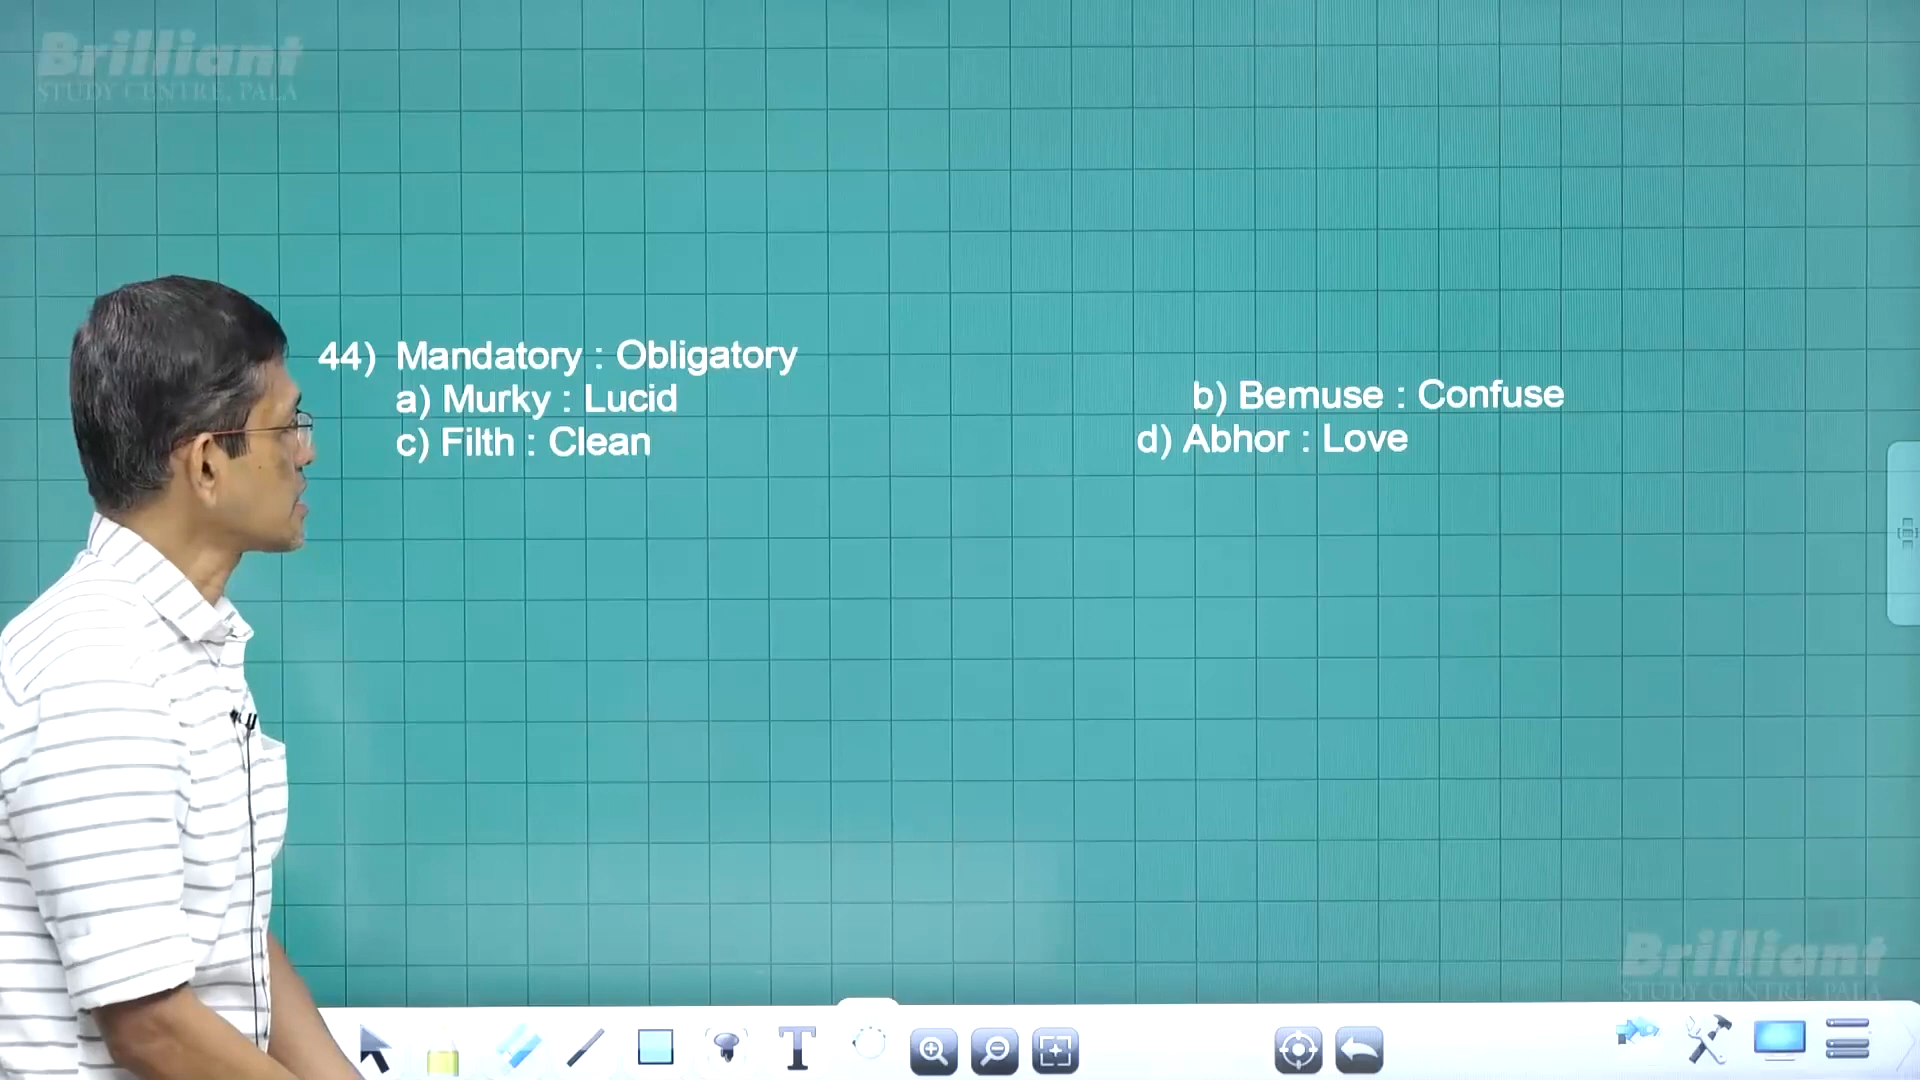 Brilliant
STUDY CENTRE, PALA
44) Mandatory : Obligatory
a) Murky : Lucid
b) Bemuse : Confuse
c) Filth : Clean
d) Abhor : Love
Brilliant
STUDY CENTRE, PALA
T